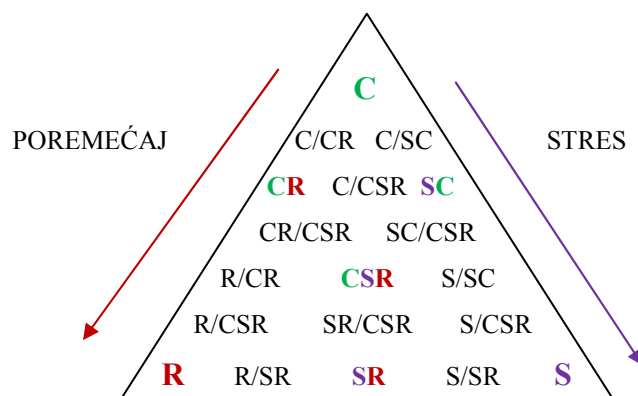 C
POREMEĆAJ C/CR C/SC STRES
CR C/CSR SC
CR/CSR SC/CSR
R/CR CSR S/SC
R/CSR SR/CSR S/CSR
R R/SR SR S/SR S